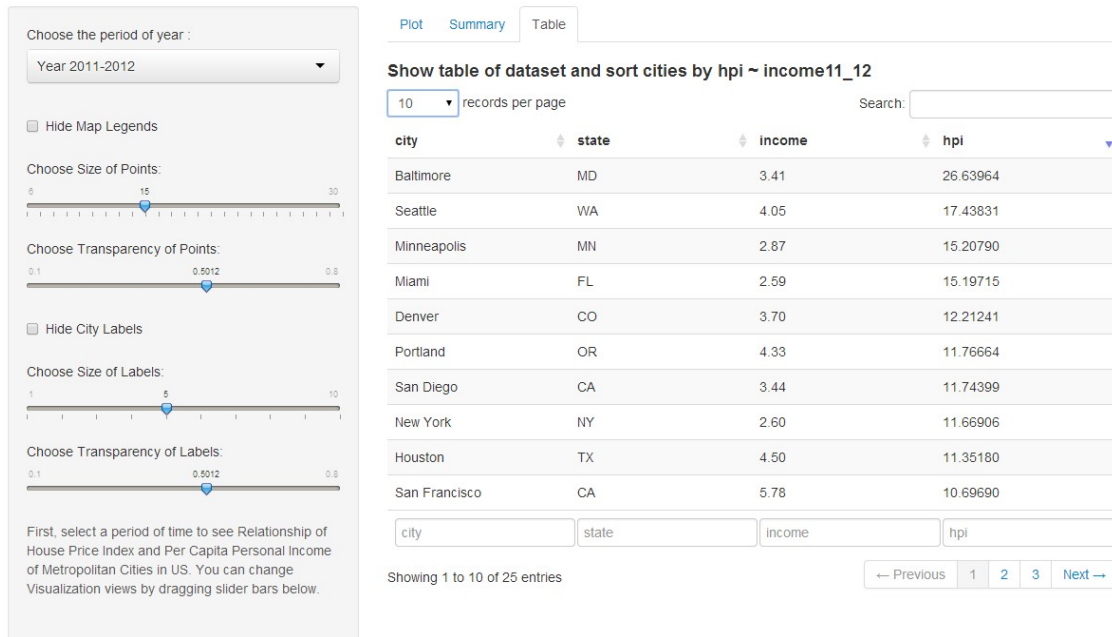 Choose the period of year :
Year 2011-2012
Hide Map Legends
Choose Size of Points:
6 15 30
Choose Transparency of Points:
0.1 0.5012 0.8
Hide City Labels
Choose Size of Labels:
1 5 10
Choose Transparency of Labels:
0.1 0.5012 0.8
First, select a period of time to see Relationship of
House Price Index and Per Capita Personal Income
of Metropolitan Cities in US. You can change
Visualization views by dragging slider bars below.
Plot Summary Table
Show table of dataset and sort cities by hpi ~ income11_12
10 records per page Search:
city state income hpi
Baltimore MD 3.41 26.63964
Seattle WA 4.05 17.43831
Minneapolis MN 2.87 15.20790
Miami FL 2.59 15.19715
Denver CO 3.70 12.21241
Portland OR 4.33 11.76664
San Diego CA 3.44 11.74399
New York NY 2.60 11.66906
Houston TX 4.50 11.35180
San Francisco CA 5.78 10.69690
city state income hpi
Showing 1 to 10 of 25 entries
← Previous 1 2 3 Next →